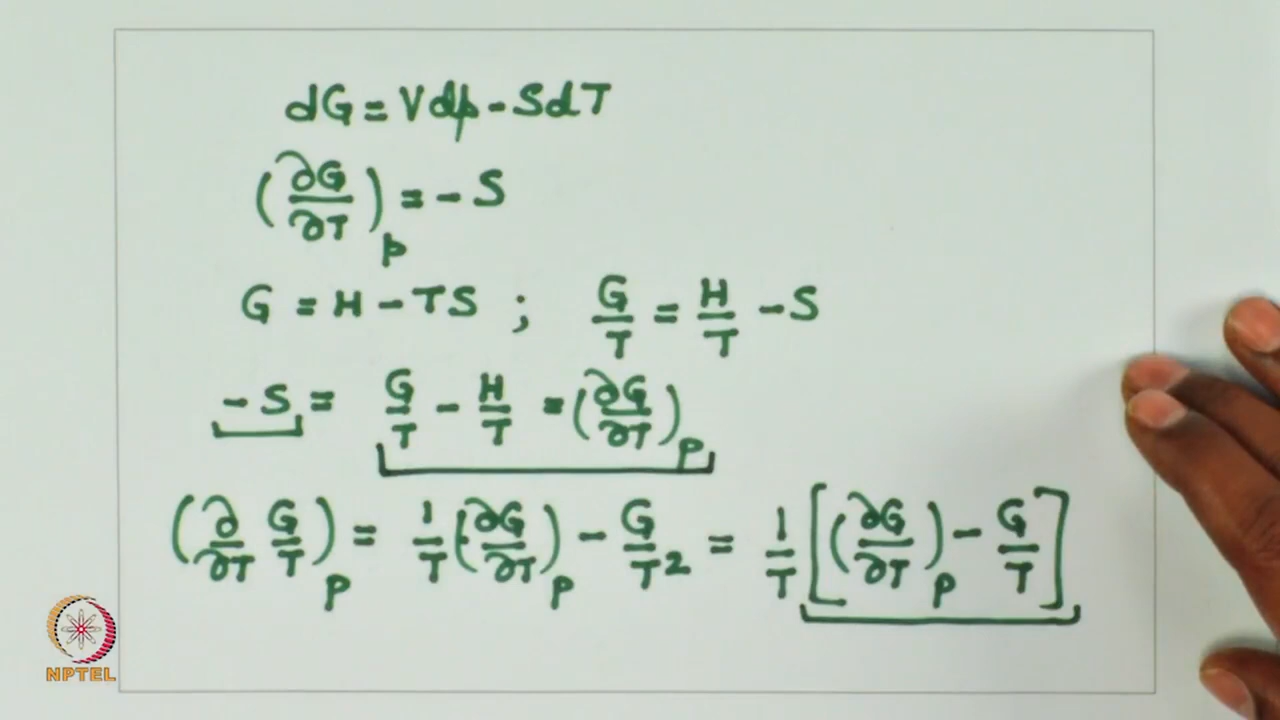 dG = Vdp - SdT
(∂G/∂T)p = - S
G = H - TS ; G/T = H/T - S
- S = G/T - H/T = (∂G/∂T)p
(∂/∂T G/T)p = 1/T (∂G/∂T)p - G/T² = 1/T [(∂G/∂T)p - G/T]
NPTEL